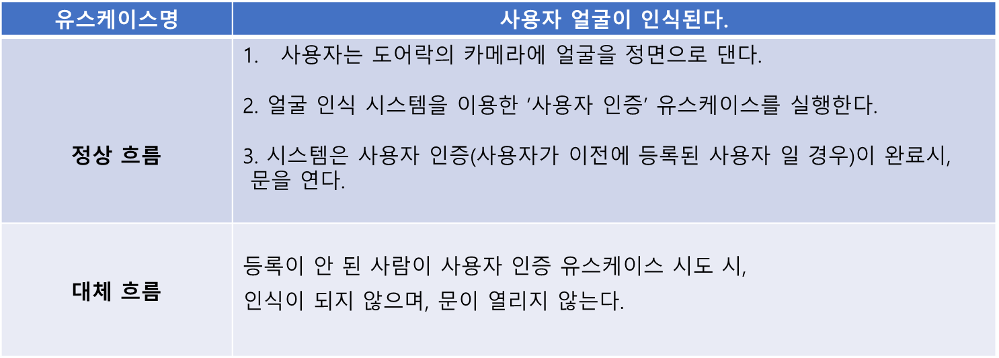 유스케이스명
사용자 얼굴이 인식된다.
정상 흐름
1. 사용자는 도어락의 카메라에 얼굴을 정면으로 댄다.
2. 얼굴 인식 시스템을 이용한 ‘사용자 인증’ 유스케이스를 실행한다.
3. 시스템은 사용자 인증(사용자가 이전에 등록된 사용자 일 경우)이 완료시,
문을 연다.
대체 흐름
등록이 안 된 사람이 사용자 인증 유스케이스 시도 시,
인식이 되지 않으며, 문이 열리지 않는다.